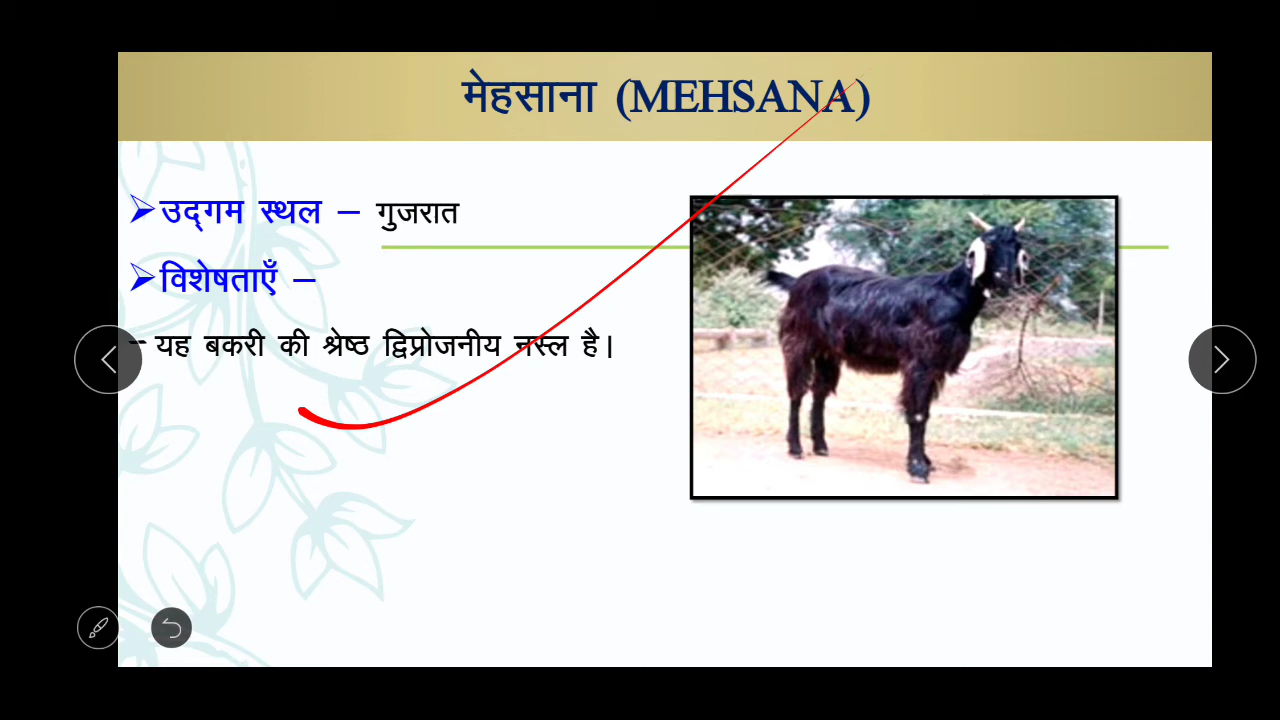 मेहसाना (MEHSANA)
उद्गम स्थल – गुजरात
विशेषताएँ –
– यह बकरी की श्रेष्ठ द्विप्रोजनीय नस्ल है।